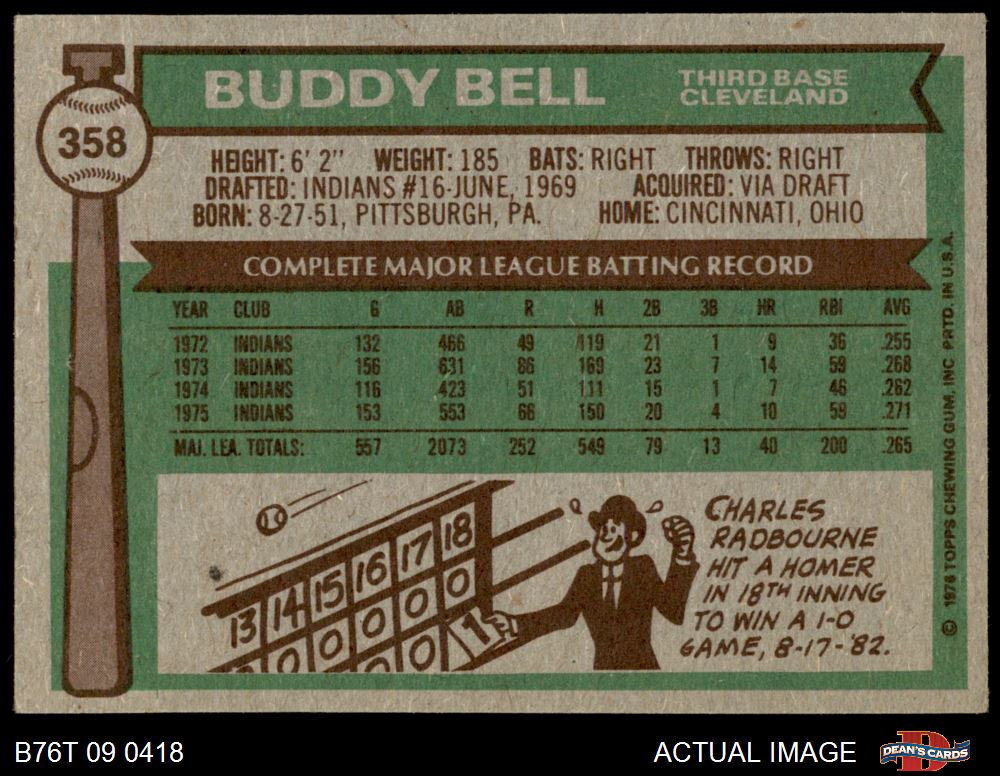 BUDDY BELL
THIRD BASE
CLEVELAND
358
HEIGHT: 6' 2" WEIGHT: 185 BATS: RIGHT THROWS: RIGHT
DRAFTED: INDIANS #16-JUNE, 1969 ACQUIRED: VIA DRAFT
BORN: 8-27-51, PITTSBURGH, PA. HOME: CINCINNATI, OHIO
COMPLETE MAJOR LEAGUE BATTING RECORD
YEAR CLUB G AB R H 2B 3B HR RBI AVG
1972 INDIANS 132 466 49 119 21 1 9 36 .255
1973 INDIANS 156 631 86 169 23 7 14 59 .268
1974 INDIANS 116 423 51 111 15 1 7 46 .262
1975 INDIANS 153 553 66 150 20 4 10 59 .271
MAJ. LEA. TOTALS: 557 2073 252 549 79 13 40 200 .265
13 14 15 16 17 18
0 0 0 0 0
0 0 0 0 1
CHARLES
RADBOURNE
HIT A HOMER
IN 18TH INNING
TO WIN A 1-0
GAME, 8-17-'82.
© 1976 TOPPS CHEWING GUM, INC. PRTD. IN U.S.A.
B76T 09 0418 ACTUAL IMAGE
DEAN'S CARDS